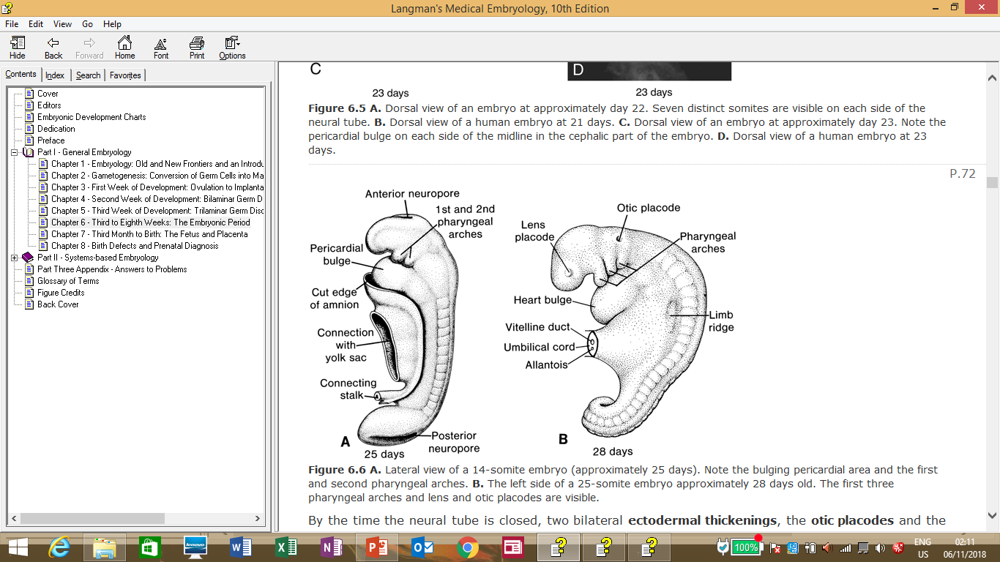 Langman's Medical Embryology, 10th Edition
File Edit View Go Help
Hide Back Forward Home Font Print Options
Contents Index Search Favorites
Cover
Editors
Embryonic Development Charts
Dedication
Preface
Part I - General Embryology
Chapter 1 - Embryology: Old and New Frontiers and an Introdu
Chapter 2 - Gametogenesis: Conversion of Germ Cells into Ma
Chapter 3 - First Week of Development: Ovulation to Implanta
Chapter 4 - Second Week of Development: Bilaminar Germ D
Chapter 5 - Third Week of Development: Trilaminar Germ Disc
Chapter 6 - Third to Eighth Weeks: The Embryonic Period
Chapter 7 - Third Month to Birth: The Fetus and Placenta
Chapter 8 - Birth Defects and Prenatal Diagnosis
Part II - Systems-based Embryology
Part Three Appendix - Answers to Problems
Glossary of Terms
Figure Credits
Back Cover
C
D
23 days
23 days
Figure 6.5 A. Dorsal view of an embryo at approximately day 22. Seven distinct somites are visible on each side of the
neural tube. B. Dorsal view of a human embryo at 21 days. C. Dorsal view of an embryo at approximately day 23. Note the
pericardial bulge on each side of the midline in the cephalic part of the embryo. D. Dorsal view of a human embryo at 23
days.
P.72
Anterior neuropore
1st and 2nd
pharyngeal
arches
Pericardial
bulge
Cut edge
of amnion
Connection
with
yolk sac
Connecting
stalk
Posterior
neuropore
A
25 days
Otic placode
Lens
placode
Pharyngeal
arches
Heart bulge
Limb
ridge
Vitelline duct
Umbilical cord
Allantois
B
28 days
Figure 6.6 A. Lateral view of a 14-somite embryo (approximately 25 days). Note the bulging pericardial area and the first
and second pharyngeal arches. B. The left side of a 25-somite embryo approximately 28 days old. The first three
pharyngeal arches and lens and otic placodes are visible.
By the time the neural tube is closed, two bilateral ectodermal thickenings, the otic placodes and the
lenovo
100%
ENG
US
02:11
06/11/2018